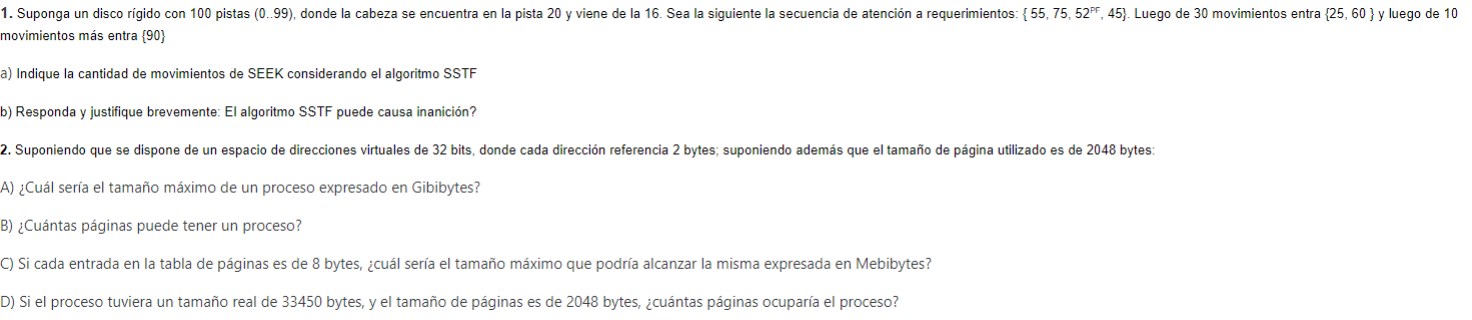 1. Suponga un disco rígido con 100 pistas (0..99), donde la cabeza se encuentra en la pista 20 y viene de la 16. Sea la siguiente la secuencia de atención a requerimientos: { 55, 75, 52ᴾᶠ, 45}. Luego de 30 movimientos entra {25, 60 } y luego de 10
movimientos más entra {90}
a) Indique la cantidad de movimientos de SEEK considerando el algoritmo SSTF
b) Responda y justifique brevemente: El algoritmo SSTF puede causa inanición?
2. Suponiendo que se dispone de un espacio de direcciones virtuales de 32 bits, donde cada dirección referencia 2 bytes; suponiendo además que el tamaño de página utilizado es de 2048 bytes:
A) ¿Cuál sería el tamaño máximo de un proceso expresado en Gibibytes?
B) ¿Cuántas páginas puede tener un proceso?
C) Si cada entrada en la tabla de páginas es de 8 bytes, ¿cuál sería el tamaño máximo que podría alcanzar la misma expresada en Mebibytes?
D) Si el proceso tuviera un tamaño real de 33450 bytes, y el tamaño de páginas es de 2048 bytes, ¿cuántas páginas ocuparía el proceso?